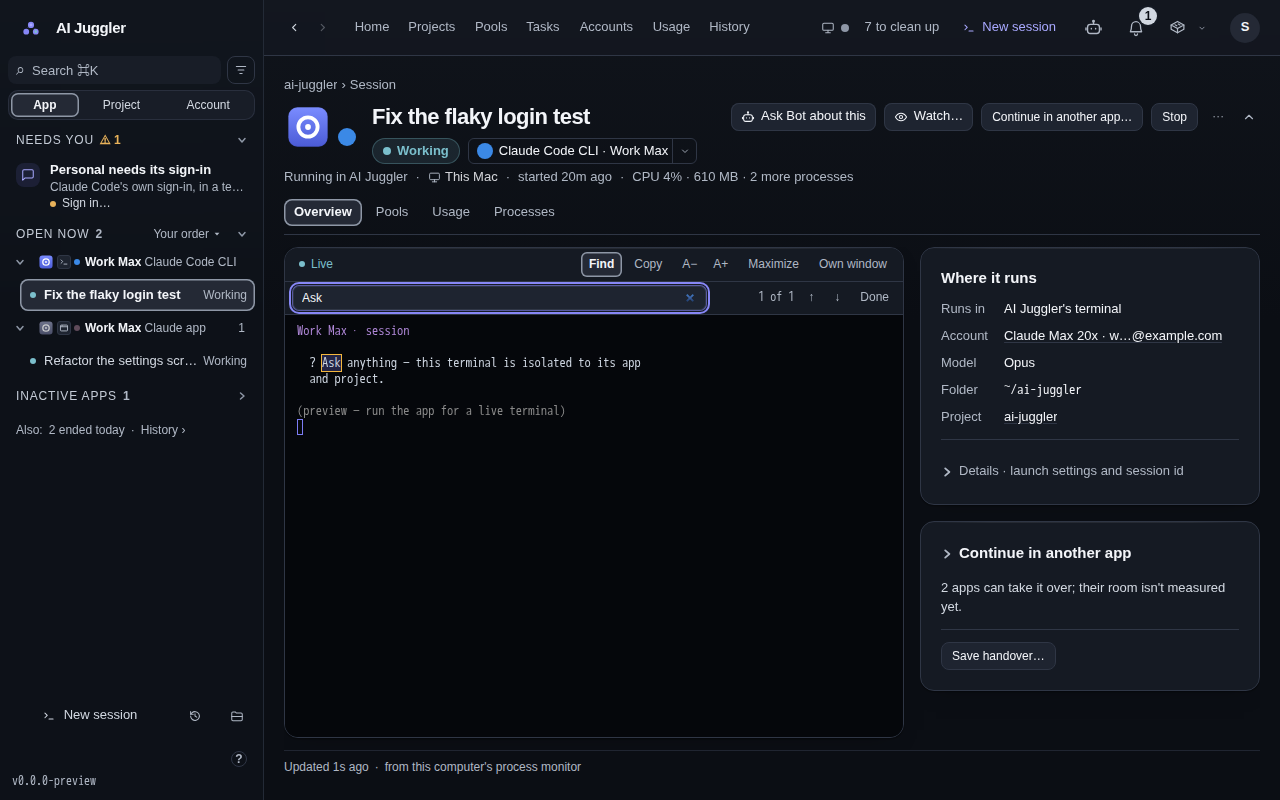 AI Juggler
Search ⌘K
App Project Account
NEEDS YOU 1
Personal needs its sign-in
Claude Code's own sign-in, in a te…
Sign in…
OPEN NOW 2 Your order
Work Max Claude Code CLI
Fix the flaky login test Working
Work Max Claude app 1
Refactor the settings scr… Working
INACTIVE APPS 1
Also: 2 ended today · History ›
New session
?
v0.0.0-preview
Home Projects Pools Tasks Accounts Usage History
7 to clean up
New session
1
S
ai-juggler › Session
Fix the flaky login test
Ask Bot about this Watch… Continue in another app… Stop ···
Working Claude Code CLI · Work Max
Running in AI Juggler · This Mac · started 20m ago · CPU 4% · 610 MB · 2 more processes
Overview Pools Usage Processes
Live Find Copy A− A+ Maximize Own window
Ask 1 of 1 ↑ ↓ Done
Work Max · session
? Ask anything — this terminal is isolated to its app
and project.
(preview — run the app for a live terminal)
Where it runs
Runs in AI Juggler's terminal
Account Claude Max 20x · w…@example.com
Model Opus
Folder ~/ai-juggler
Project ai-juggler
Details · launch settings and session id
Continue in another app
2 apps can take it over; their room isn't measured
yet.
Save handover…
Updated 1s ago · from this computer's process monitor